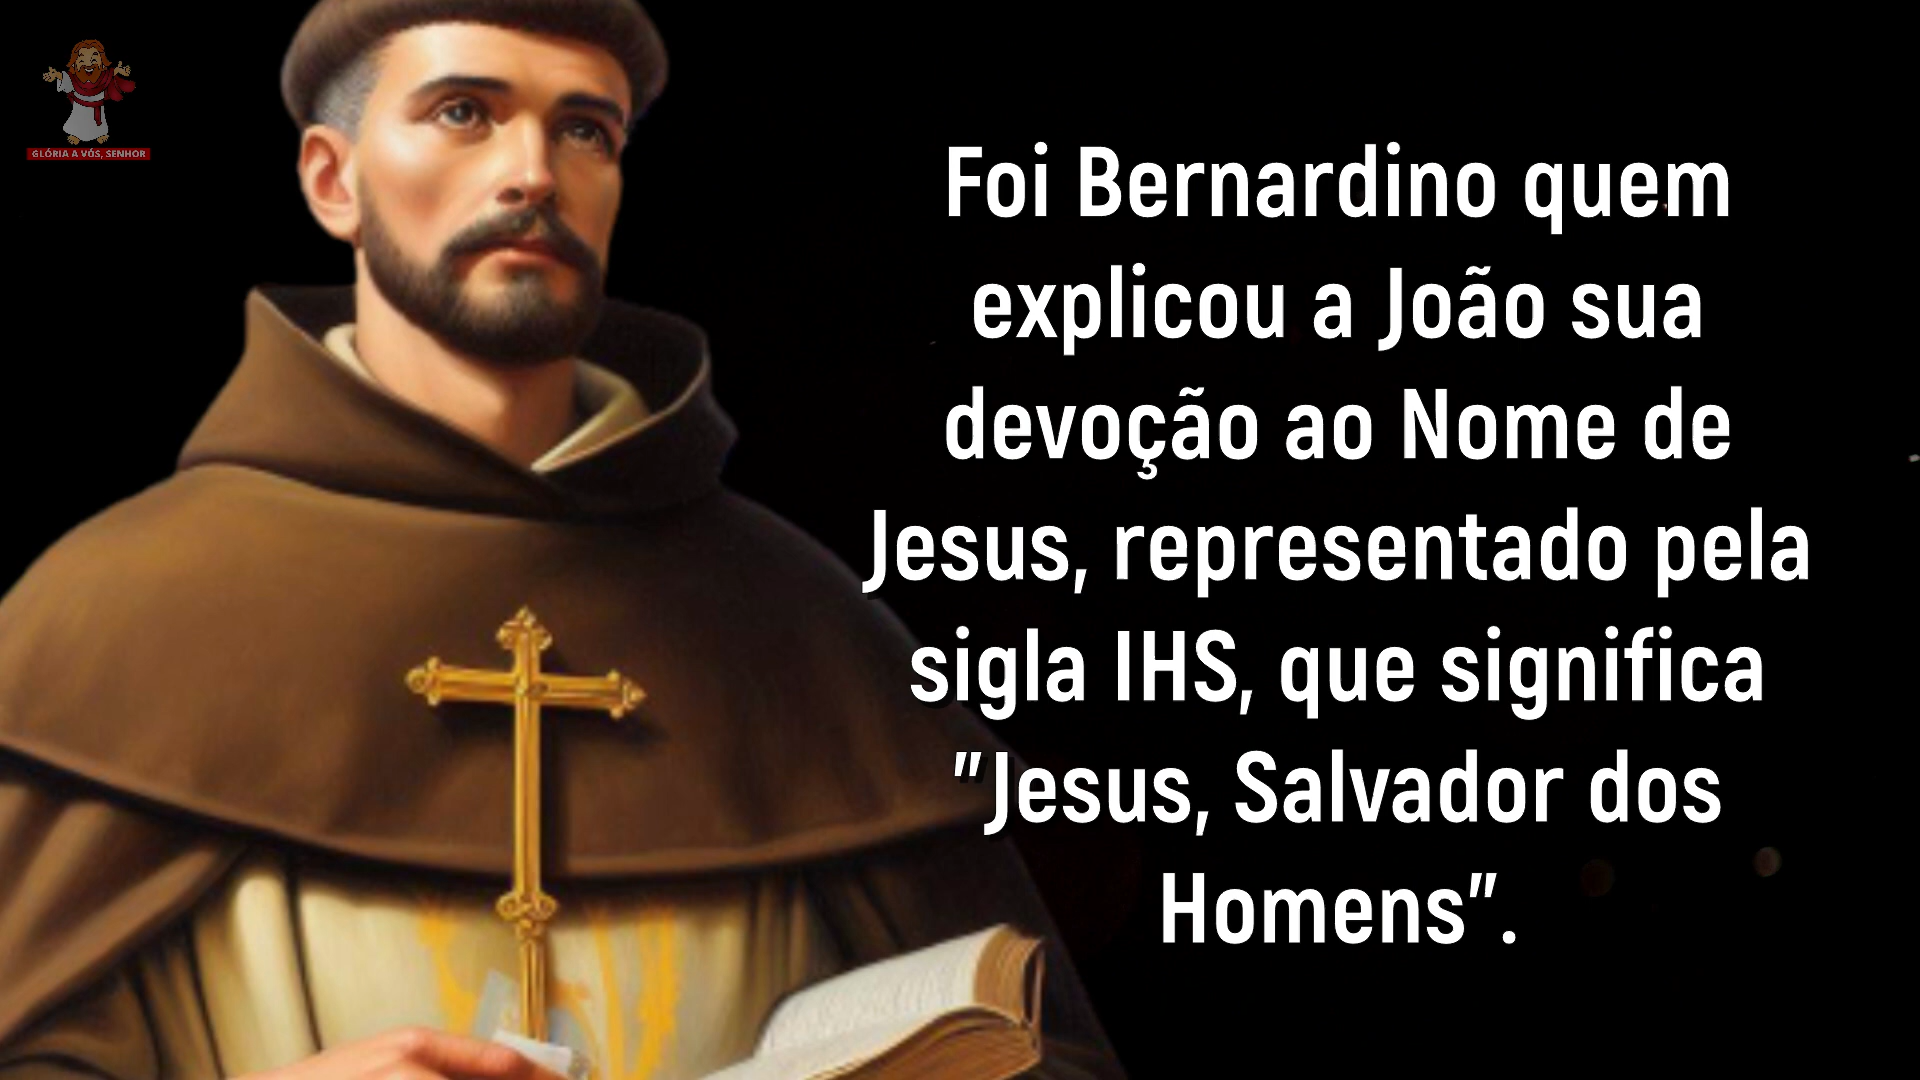 GLÓRIA A VÓS, SENHOR
Foi Bernardino quem
explicou a João sua
devoção ao Nome de
Jesus, representado pela
sigla IHS, que significa
"Jesus, Salvador dos
Homens".